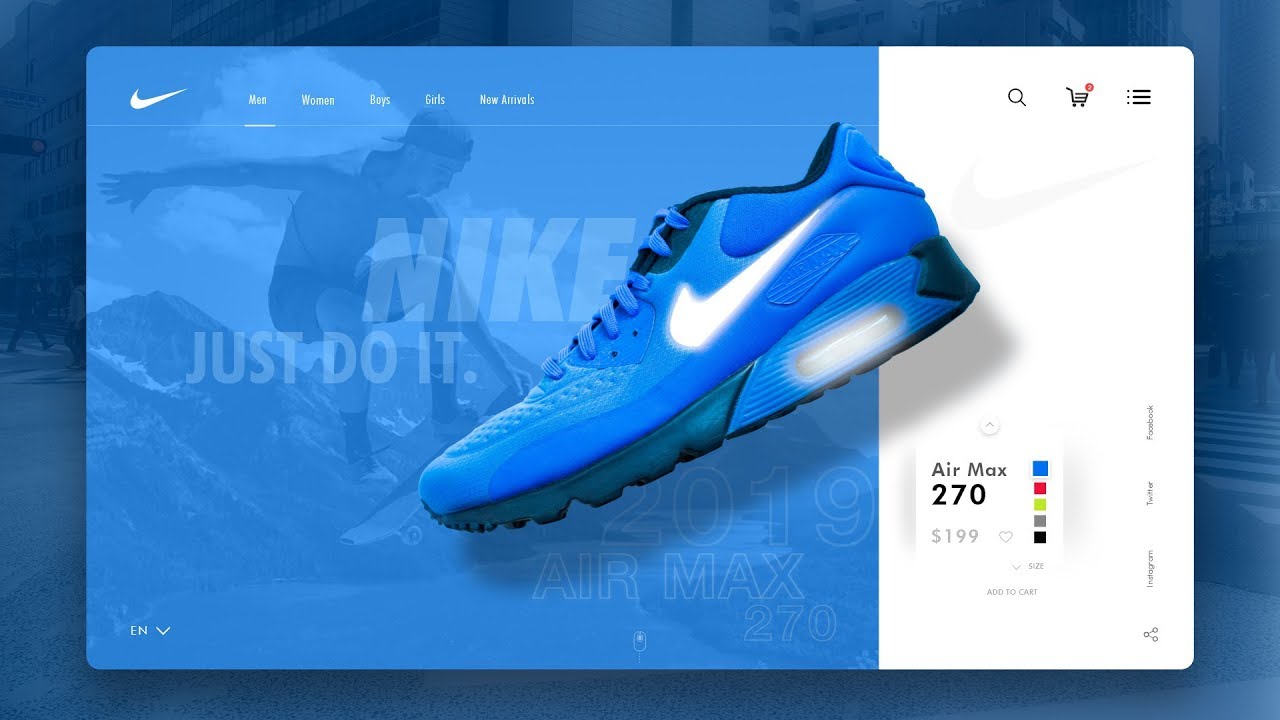 Men Women Boys Girls New Arrivals
2
NIKE
JUST DO IT.
2019
AIR MAX
270
Air Max
270
$199
SIZE
ADD TO CART
Facebook
Twitter
Instagram
EN